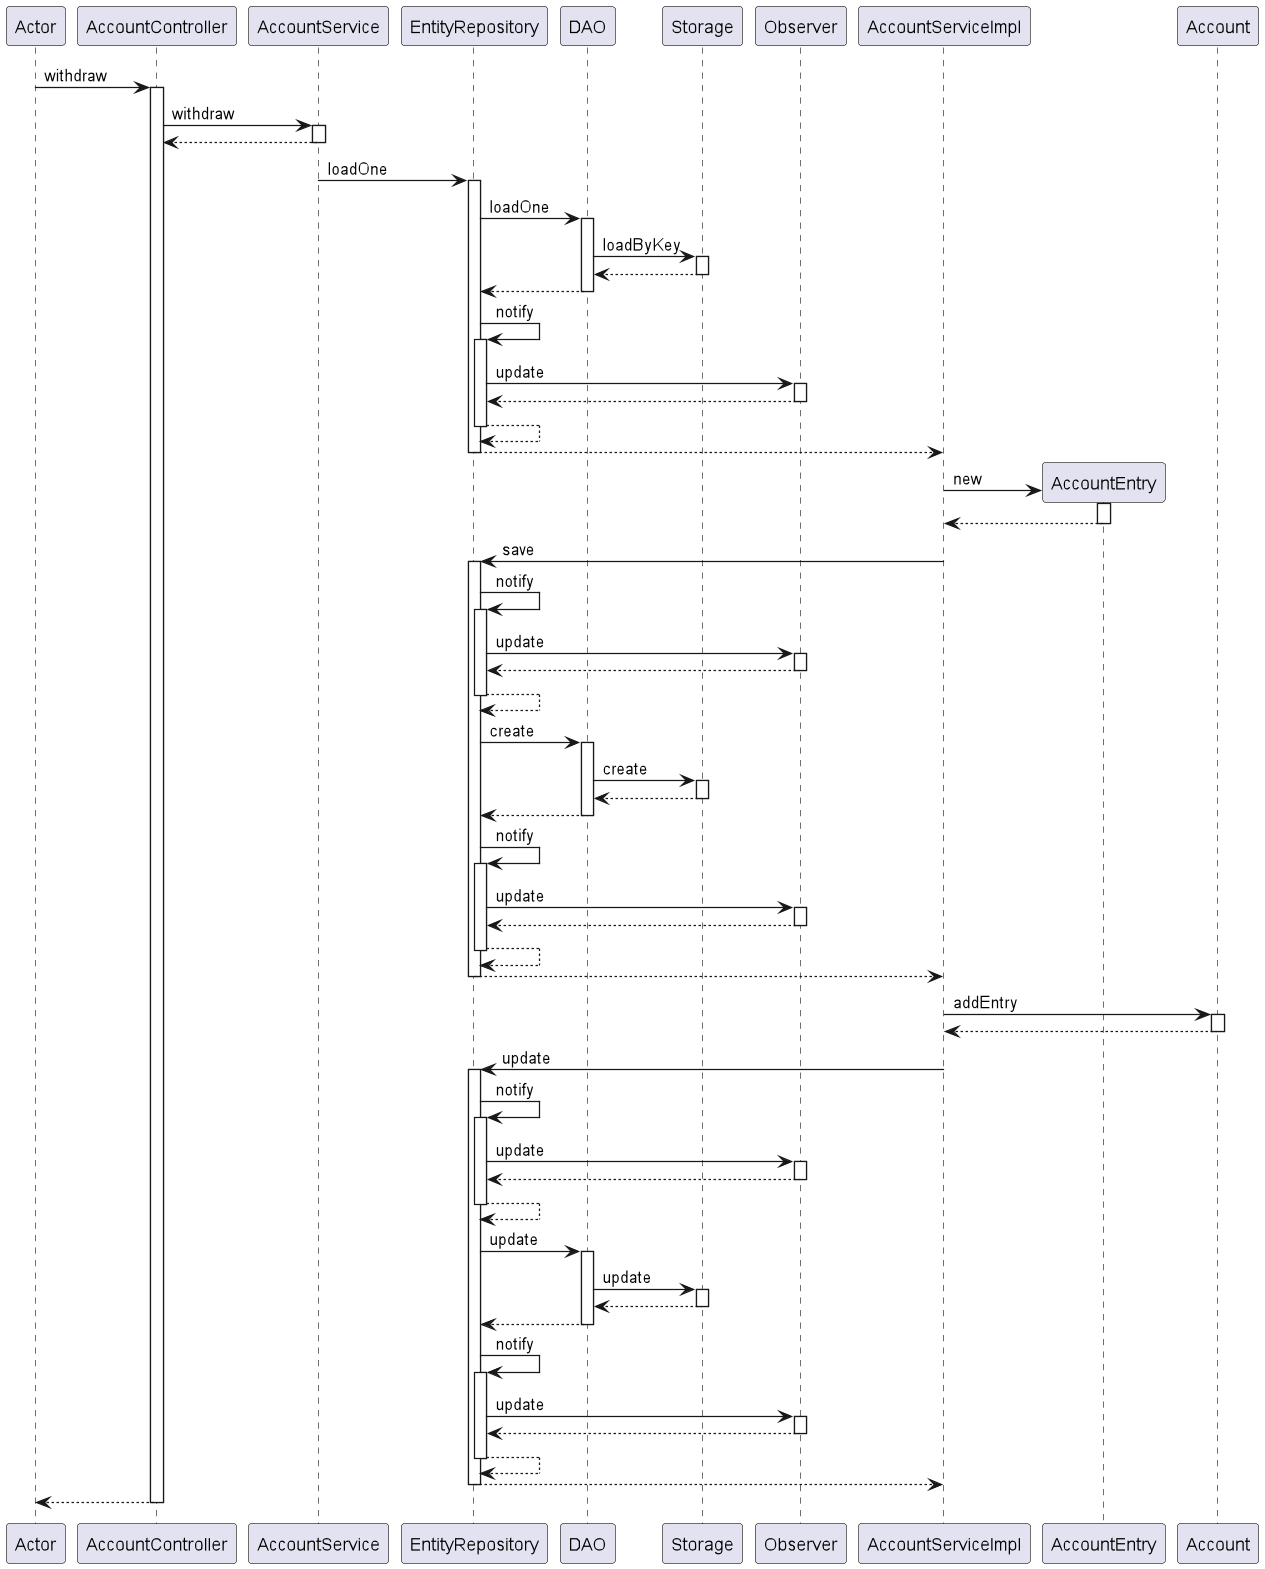 Actor AccountController AccountService EntityRepository DAO Storage Observer AccountServiceImpl Account
withdraw
withdraw
loadOne
loadOne
loadByKey
notify
update
new
AccountEntry
save
notify
update
create
create
notify
update
addEntry
update
notify
update
update
update
notify
update
Actor AccountController AccountService EntityRepository DAO Storage Observer AccountServiceImpl AccountEntry Account